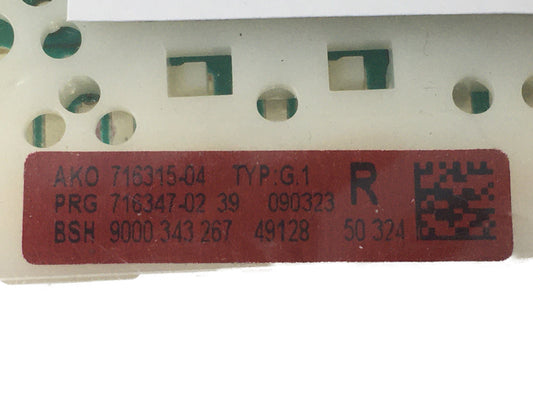 AKO 716315-04 TYP:G.1 R
PRG 716347-02 39 090323
BSH 9000 343 267 49128 50 324